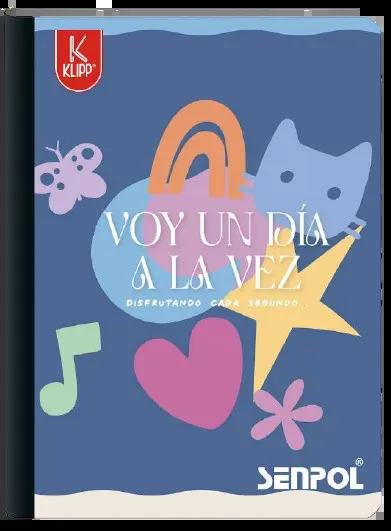 K
KLIPP®
VOY UN DÍA
A LA VEZ
DISFRUTANDO CADA SEGUNDO...
SENPOL®